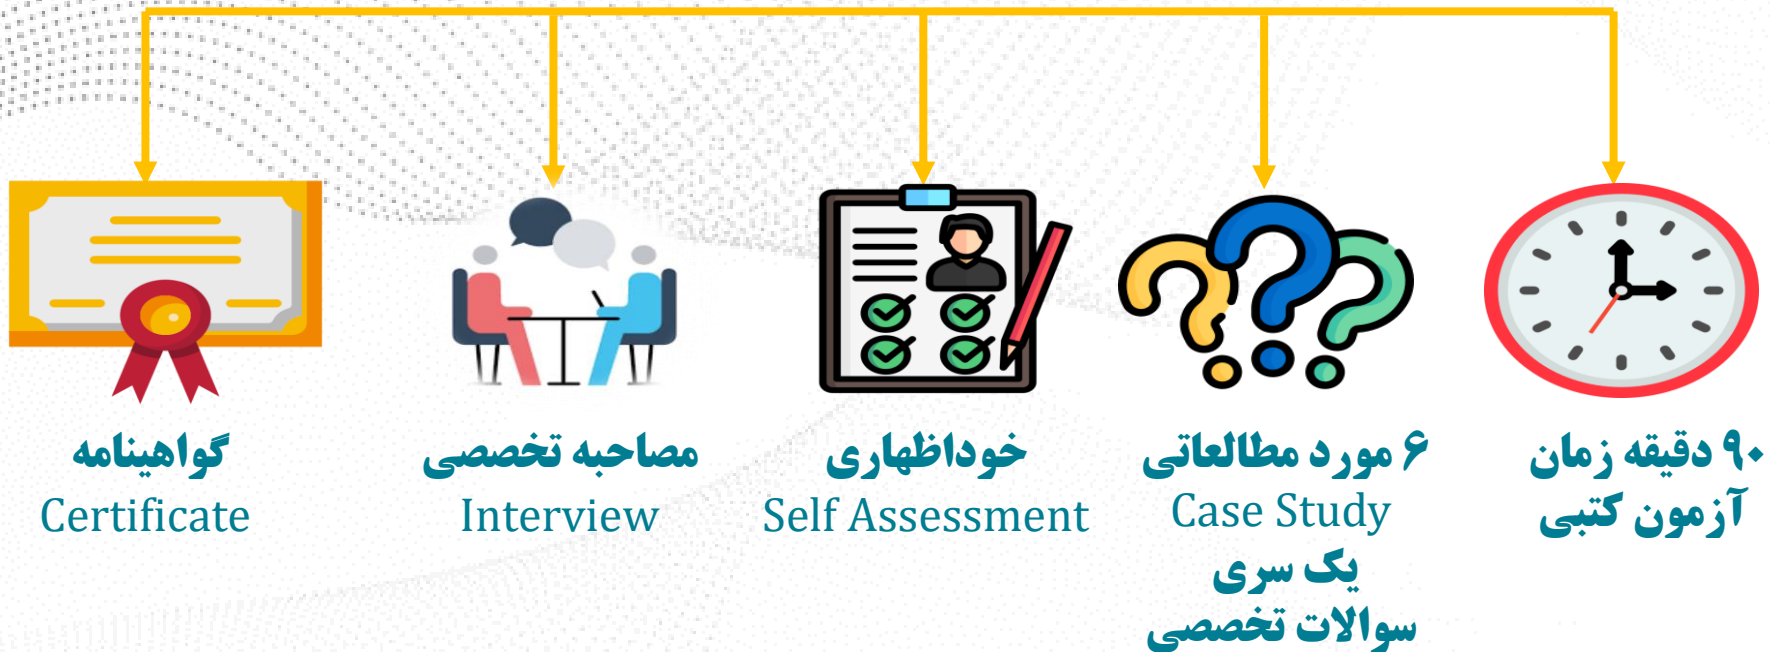 ۹۰ دقیقه زمان
آزمون کتبی
۶ مورد مطالعاتی
Case Study
یک سری
سوالات تخصصی
خوداظهاری
Self Assessment
مصاحبه تخصصی
Interview
گواهینامه
Certificate